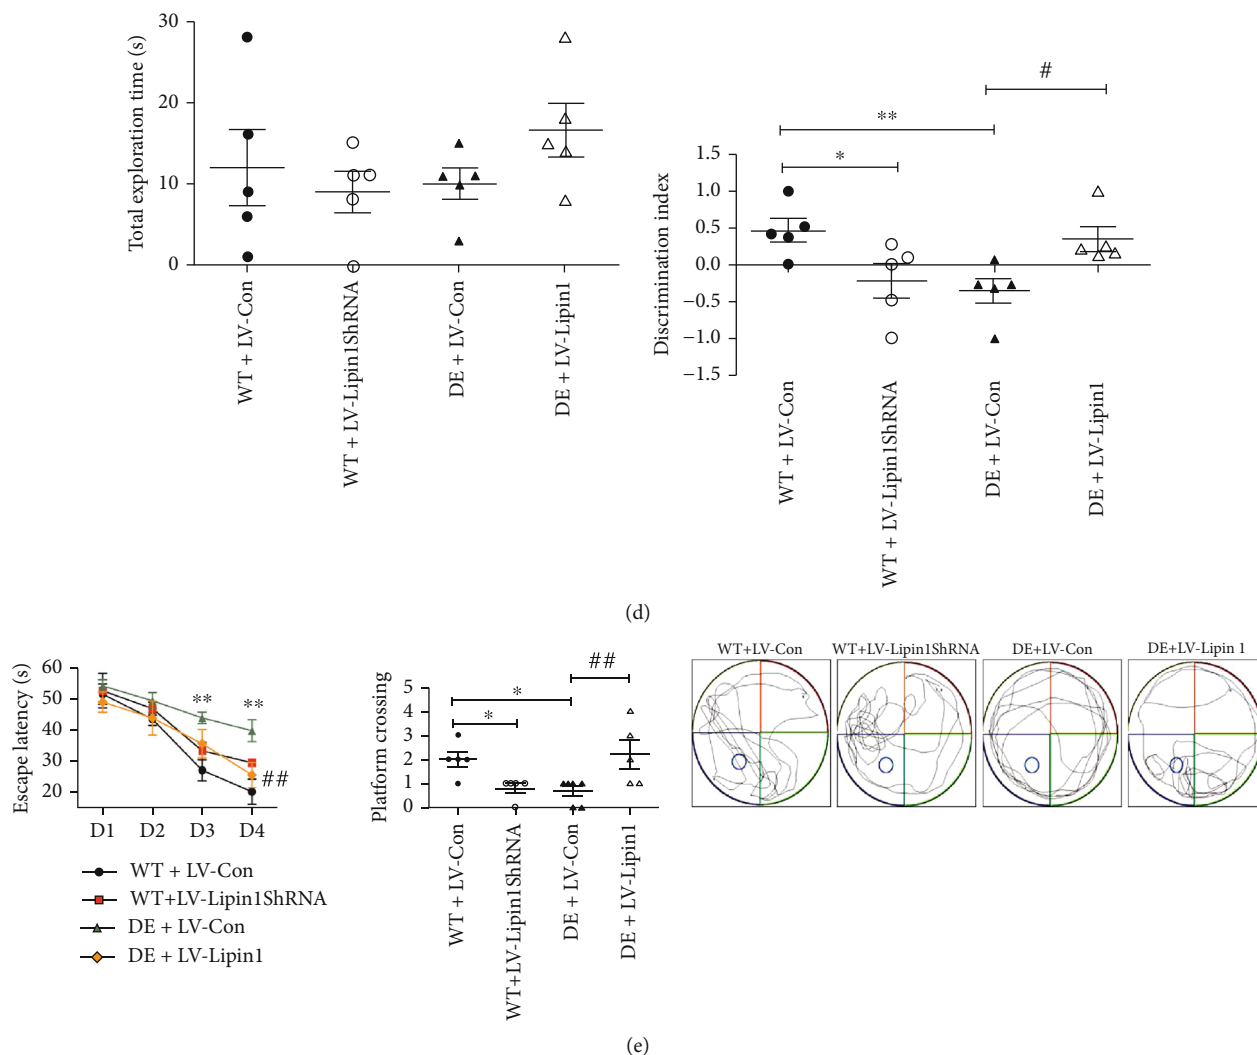 Total exploration time (s)
30
20
10
0
WT + LV-Con
WT + LV-Lipin1ShRNA
DE + LV-Con
DE + LV-Lipin1
Discrimination index
1.5
1.0
0.5
0.0
−0.5
−1.0
−1.5
*
**
#
WT + LV-Con
WT + LV-Lipin1ShRNA
DE + LV-Con
DE + LV-Lipin1
(d)
Escape latency (s)
60
50
40
30
20
D1 D2 D3 D4
**
**
##
WT + LV-Con
WT+LV-Lipin1ShRNA
DE + LV-Con
DE + LV-Lipin1
Platform crossing
5
4
3
2
1
0
*
*
##
WT + LV-Con
WT+LV-Lipin1ShRNA
DE + LV-Con
DE + LV-Lipin1
WT+LV-Con
WT+LV-Lipin1ShRNA
DE+LV-Con
DE+LV-Lipin 1
(e)